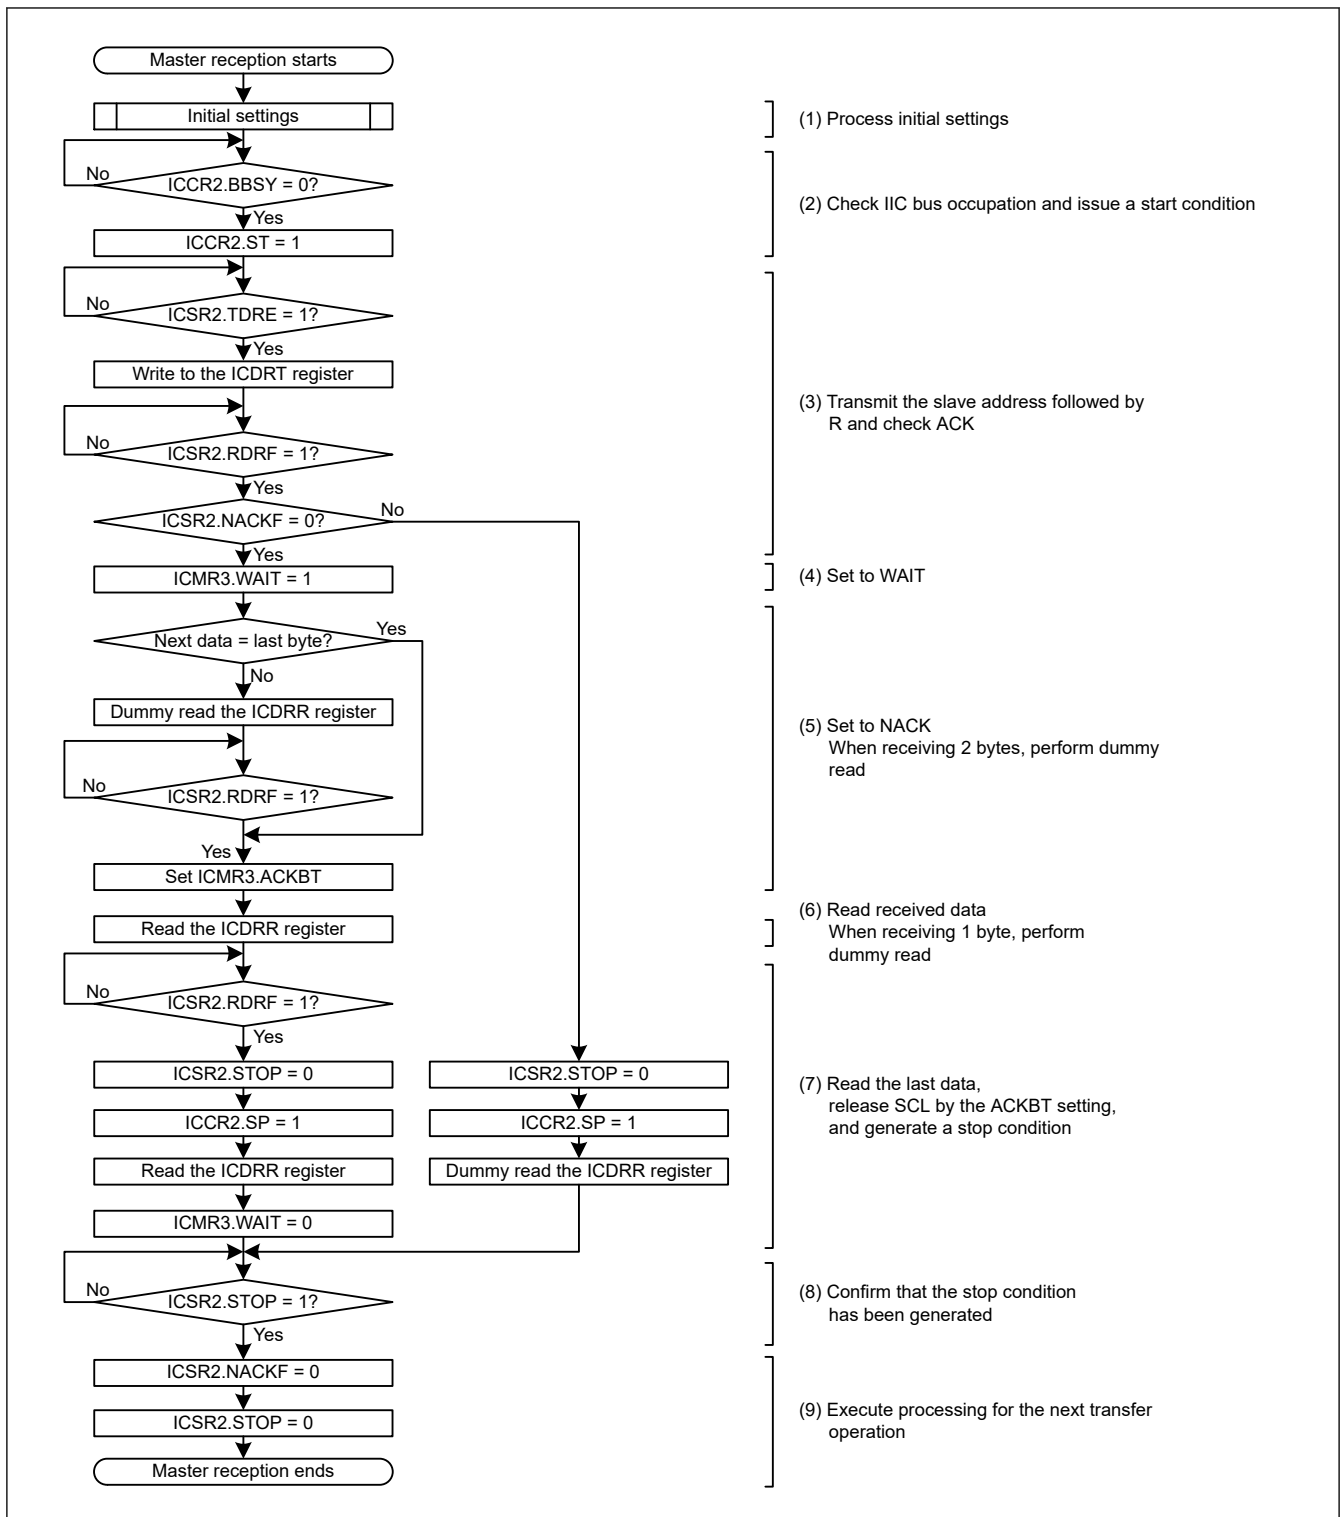 Master reception starts
Initial settings
(1) Process initial settings
No
ICCR2.BBSY = 0?
(2) Check IIC bus occupation and issue a start condition
Yes
ICCR2.ST = 1
No
ICSR2.TDRE = 1?
Yes
Write to the ICDRT register
(3) Transmit the slave address followed by
R and check ACK
No
ICSR2.RDRF = 1?
Yes
ICSR2.NACKF = 0?
No
Yes
ICMR3.WAIT = 1
(4) Set to WAIT
Next data = last byte?
Yes
No
Dummy read the ICDRR register
(5) Set to NACK
When receiving 2 bytes, perform dummy
read
No
ICSR2.RDRF = 1?
Yes
Set ICMR3.ACKBT
(6) Read received data
When receiving 1 byte, perform
dummy read
Read the ICDRR register
No
ICSR2.RDRF = 1?
Yes
ICSR2.STOP = 0
ICSR2.STOP = 0
(7) Read the last data,
release SCL by the ACKBT setting,
and generate a stop condition
ICCR2.SP = 1
ICCR2.SP = 1
Read the ICDRR register
Dummy read the ICDRR register
ICMR3.WAIT = 0
No
ICSR2.STOP = 1?
(8) Confirm that the stop condition
has been generated
Yes
ICSR2.NACKF = 0
(9) Execute processing for the next transfer
operation
ICSR2.STOP = 0
Master reception ends